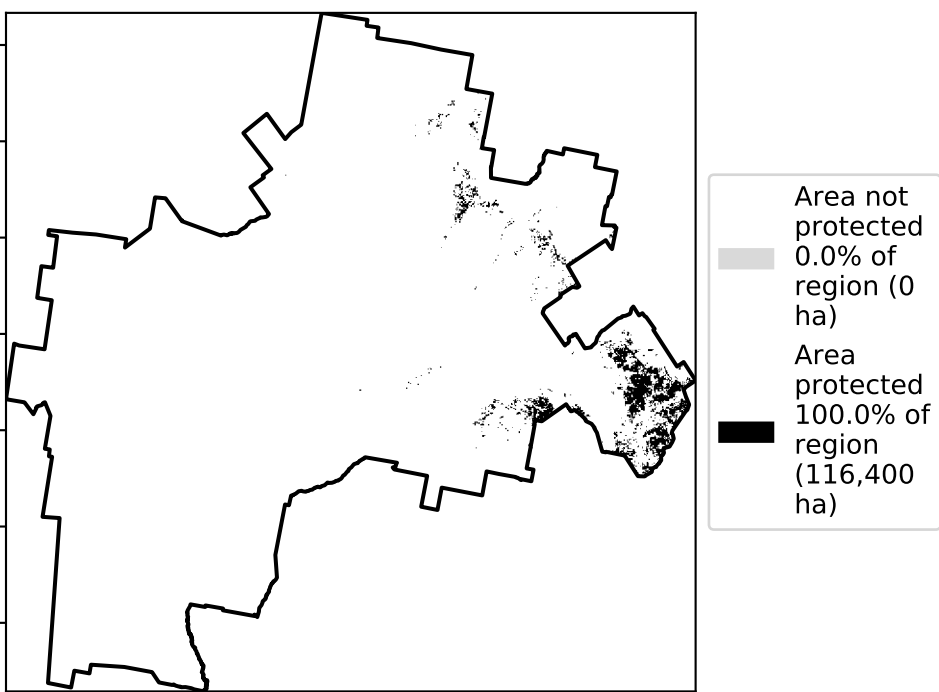 Area not
protected
0.0% of
region (0
ha)
Area
protected
100.0% of
region
(116,400
ha)